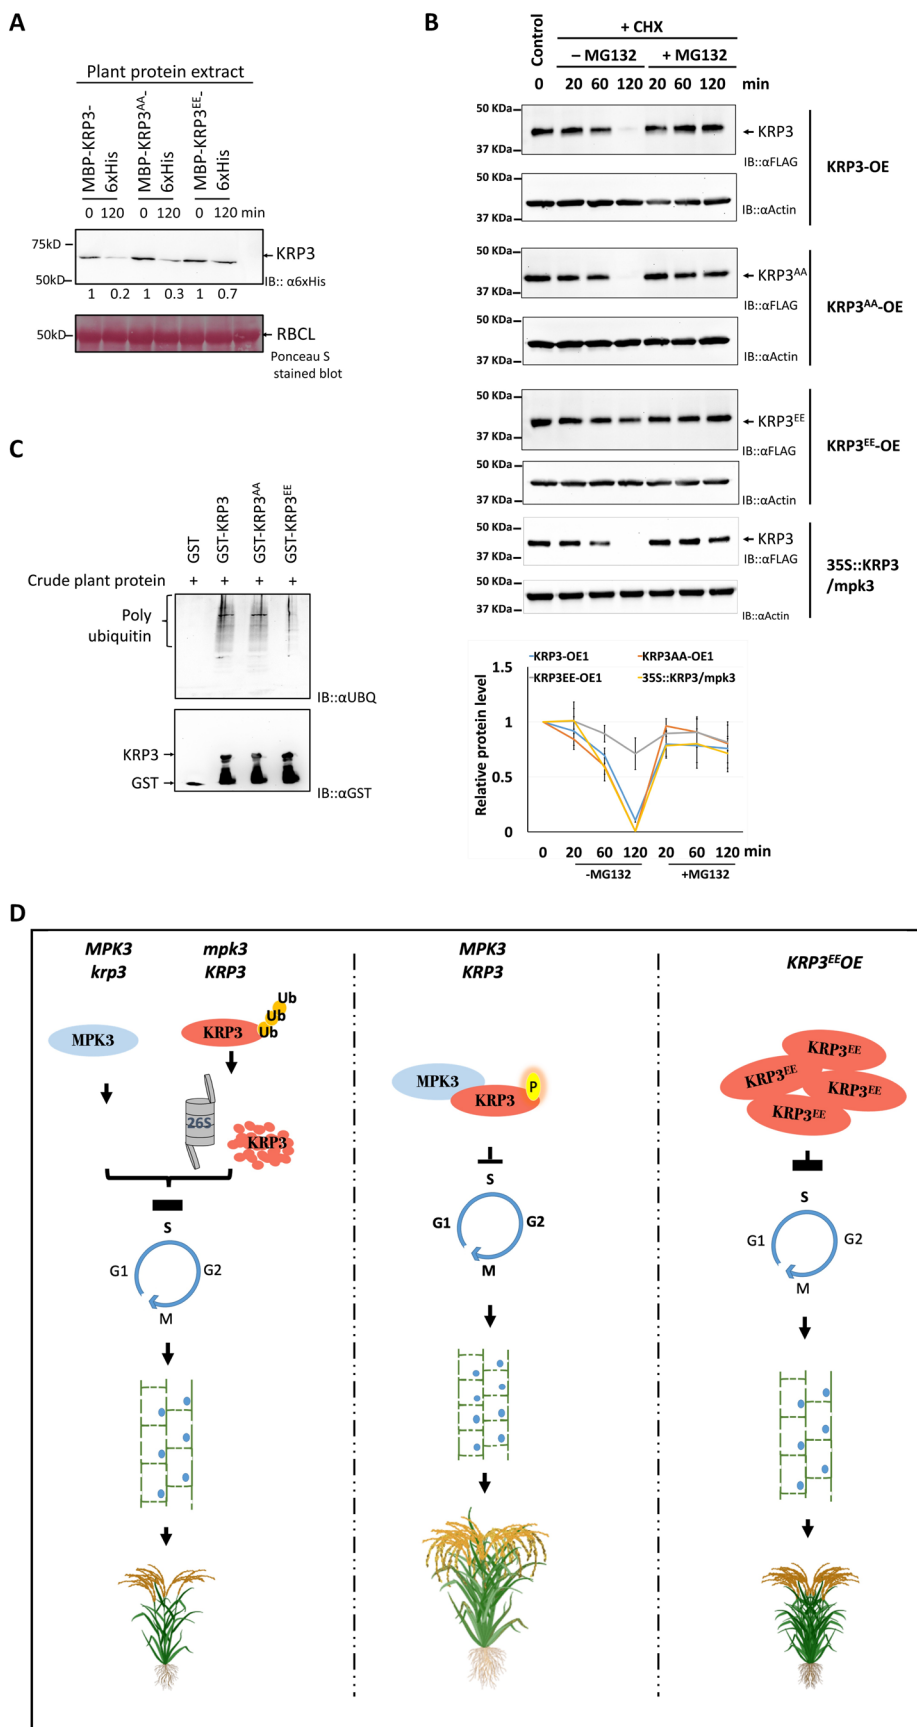 A
Plant protein extract
MBP-KRP3-
6xHis
MBP-KRP3AA-
6xHis
MBP-KRP3EE-
6xHis
0 120 0 120 0 120 min
75kD
KRP3
50kD
IB:: α6xHis
1 0.2 1 0.3 1 0.7
50kD
RBCL
Ponceau S
stained blot
B
Control
+ CHX
– MG132 + MG132
0 20 60 120 20 60 120 min
50 KDa
KRP3
37 KDa
IB::αFLAG
50 KDa
37 KDa
IB::αActin
KRP3-OE
50 KDa
KRP3AA
37 KDa
IB::αFLAG
50 KDa
37 KDa
IB::αActin
KRP3AA-OE
50 KDa
KRP3EE
37 KDa
IB::αFLAG
50 KDa
37 KDa
IB::αActin
KRP3EE-OE
50 KDa
KRP3
37 KDa
IB::αFLAG
50 KDa
37 KDa
IB::αActin
35S::KRP3
/mpk3
KRP3-OE1 KRP3AA-OE1
KRP3EE-OE1 35S::KRP3/mpk3
Relative protein level
1.5
1
0.5
0
0 20 60 120 20 60 120 min
-MG132 +MG132
C
GST
GST-KRP3
GST-KRP3AA
GST-KRP3EE
Crude plant protein + + + +
Poly
ubiquitin
IB::αUBQ
KRP3
GST
IB::αGST
D
MPK3
krp3
mpk3
KRP3
MPK3
KRP3
Ub
Ub
Ub
26S
KRP3
S
G1 G2
M
MPK3
KRP3
MPK3
KRP3
P
S
G1 G2
M
KRP3EEOE
KRP3EE
KRP3EE
KRP3EE
KRP3EE
S
G1 G2
M